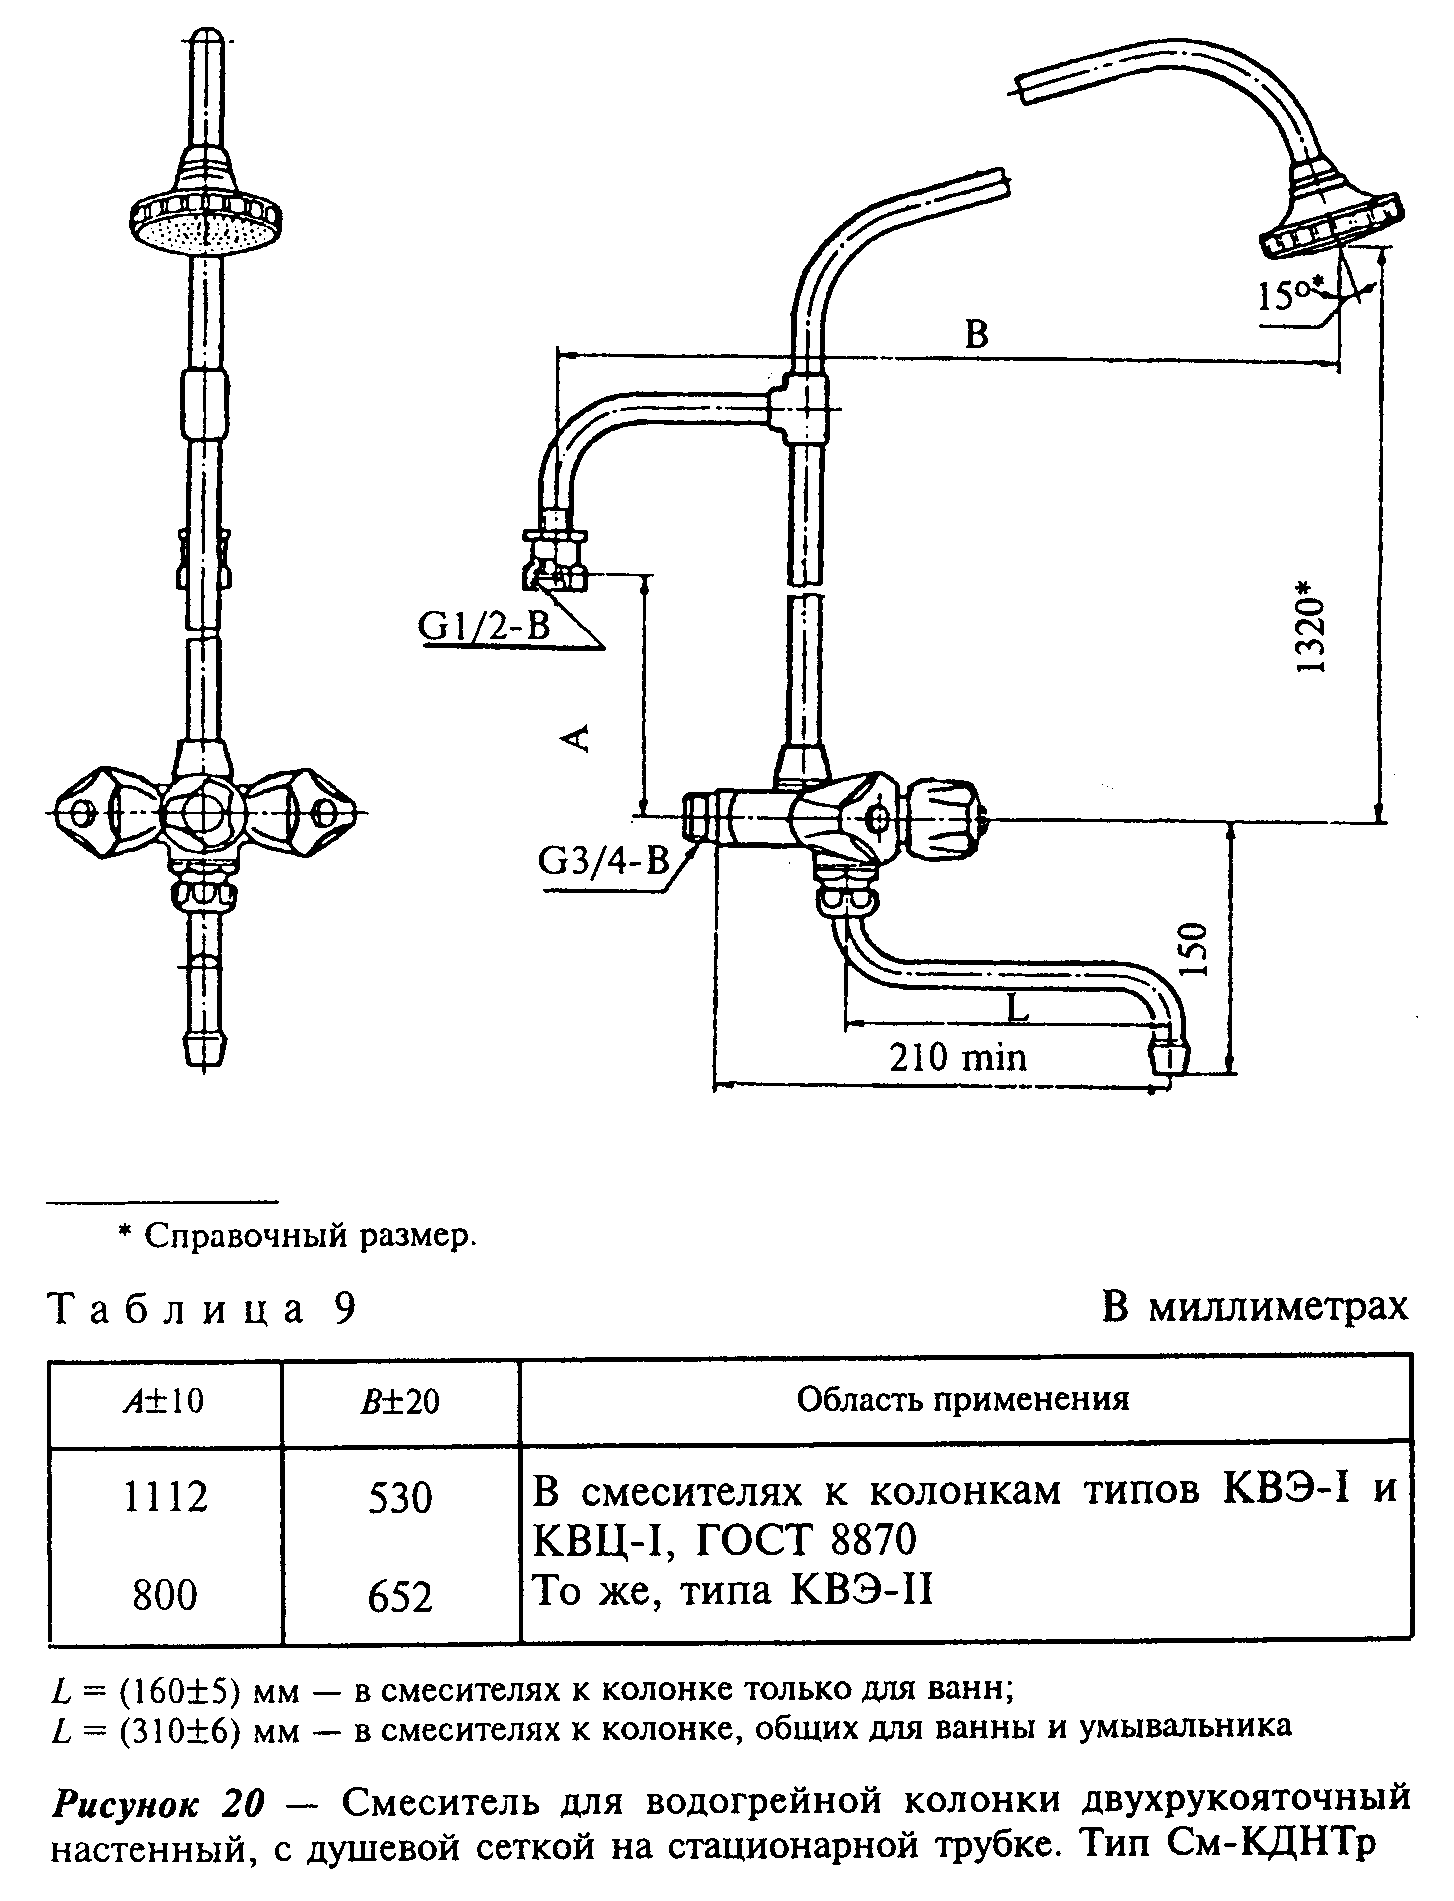 15°*
B
G1/2-B
1320*
A
G3/4-B
150
L
210 min
* Справочный размер.
Таблица 9 В миллиметрах
A±10 B±20 Область применения
1112 530 В смесителях к колонкам типов КВЭ-I и
КВЦ-I, ГОСТ 8870
800 652 То же, типа КВЭ-II
L = (160±5) мм — в смесителях к колонке только для ванн;
L = (310±6) мм — в смесителях к колонке, общих для ванны и умывальника
Рисунок 20 — Смеситель для водогрейной колонки двухрукояточный
настенный, с душевой сеткой на стационарной трубке. Тип См-КДНТр